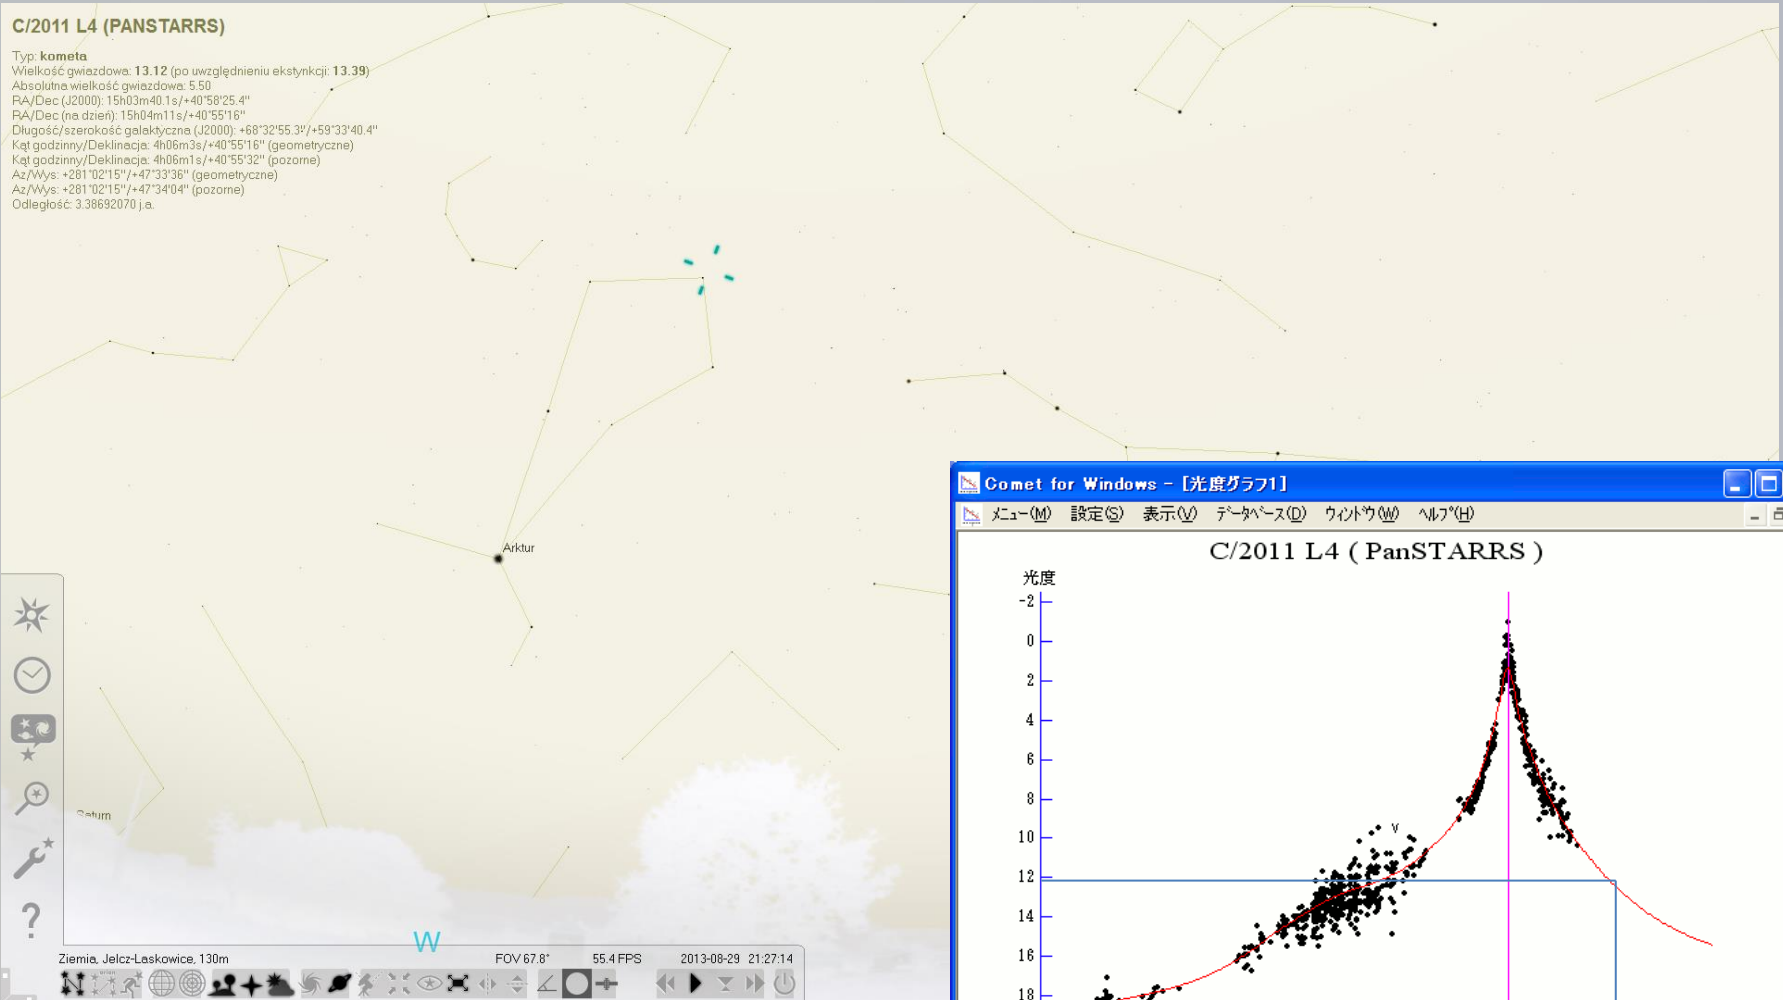 C/2011 L4 (PANSTARRS)
Typ: kometa
Wielkość gwiazdowa: 13.12 (po uwzględnieniu ekstynkcji: 13.39)
Absolutna wielkość gwiazdowa: 5.50
RA/Dec (J2000): 15h03m40.1s/+40°58'25.4"
RA/Dec (na dzień): 15h04m11s/+40°55'16"
Długość/szerokość galaktyczna (J2000): +68°32'55.3"/+59°33'40.4"
Kąt godzinny/Deklinacja: 4h06m3s/+40°55'16" (geometryczne)
Kąt godzinny/Deklinacja: 4h06m1s/+40°55'32" (pozorne)
Az/Wys: +281°02'15"/+47°33'36" (geometryczne)
Az/Wys: +281°02'15"/+47°34'04" (pozorne)
Odległość: 3.38692070 j.a.
Arktur
Saturn
W
Ziemia, Jelcz-Laskowice, 130m
FOV 67.8°
55.4 FPS
2013-08-29 21:27:14
Comet for Windows - [光度グラフ1]
メニュー(M) 設定(S) 表示(V) データベース(D) ウィンドウ(W) ヘルプ(H)
C/2011 L4 ( PanSTARRS )
光度
-2
0
2
4
6
8
10
12
14
16
18
V